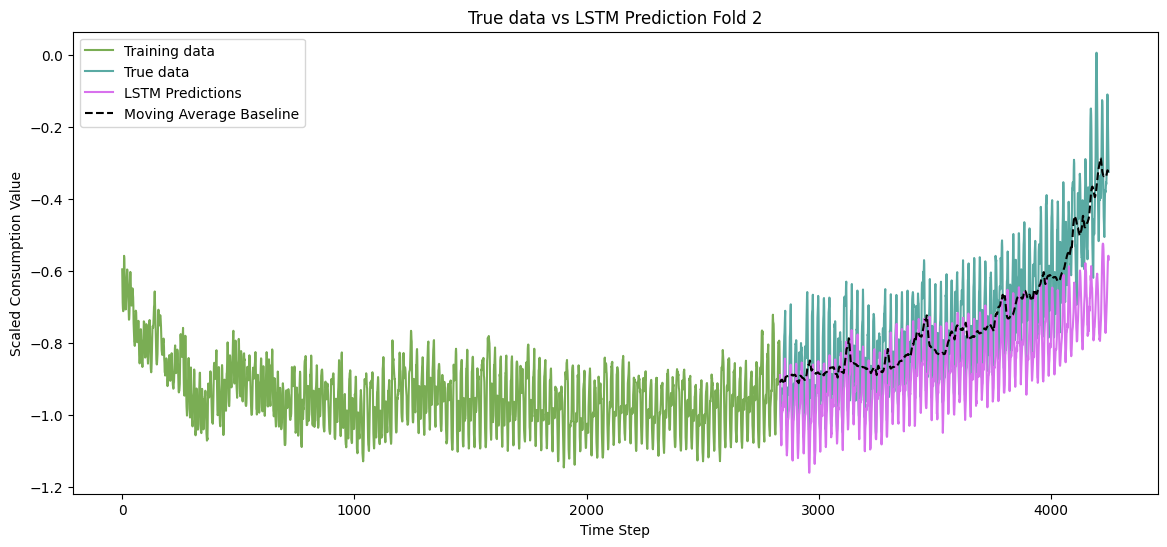 True data vs LSTM Prediction Fold 2
Training data
True data
LSTM Predictions
Moving Average Baseline
Scaled Consumption Value
0.0
−0.2
−0.4
−0.6
−0.8
−1.0
−1.2
0
1000
2000
3000
4000
Time Step